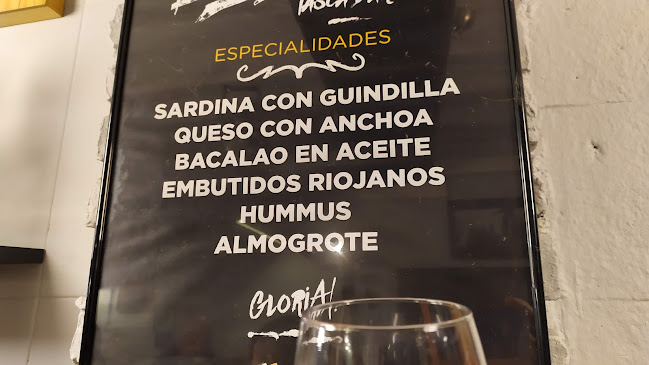 ESPECIALIDADES
SARDINA CON GUINDILLA
QUESO CON ANCHOA
BACALAO EN ACEITE
EMBUTIDOS RIOJANOS
HUMMUS
ALMOGROTE
GLORIA!